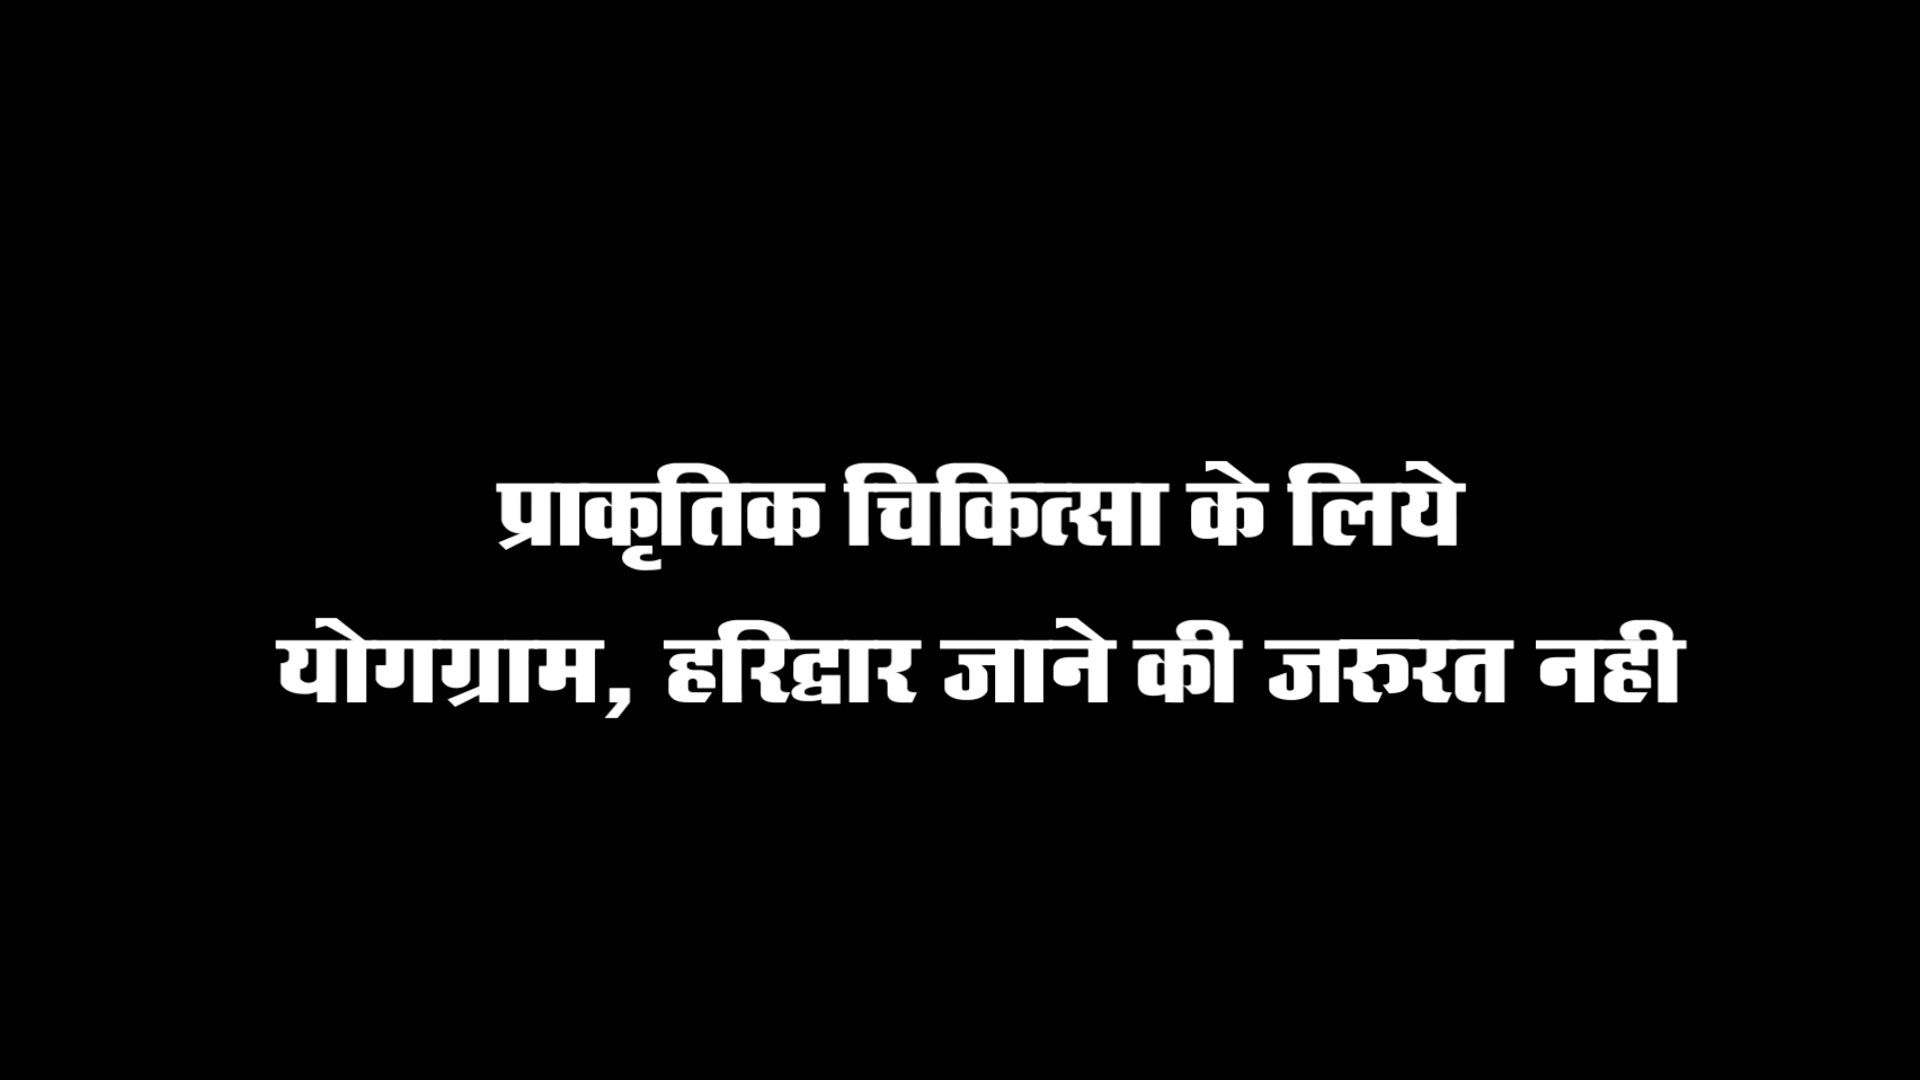 प्राकृतिक चिकित्सा के लिये
योगग्राम, हरिद्वार जाने की जरुरत नही